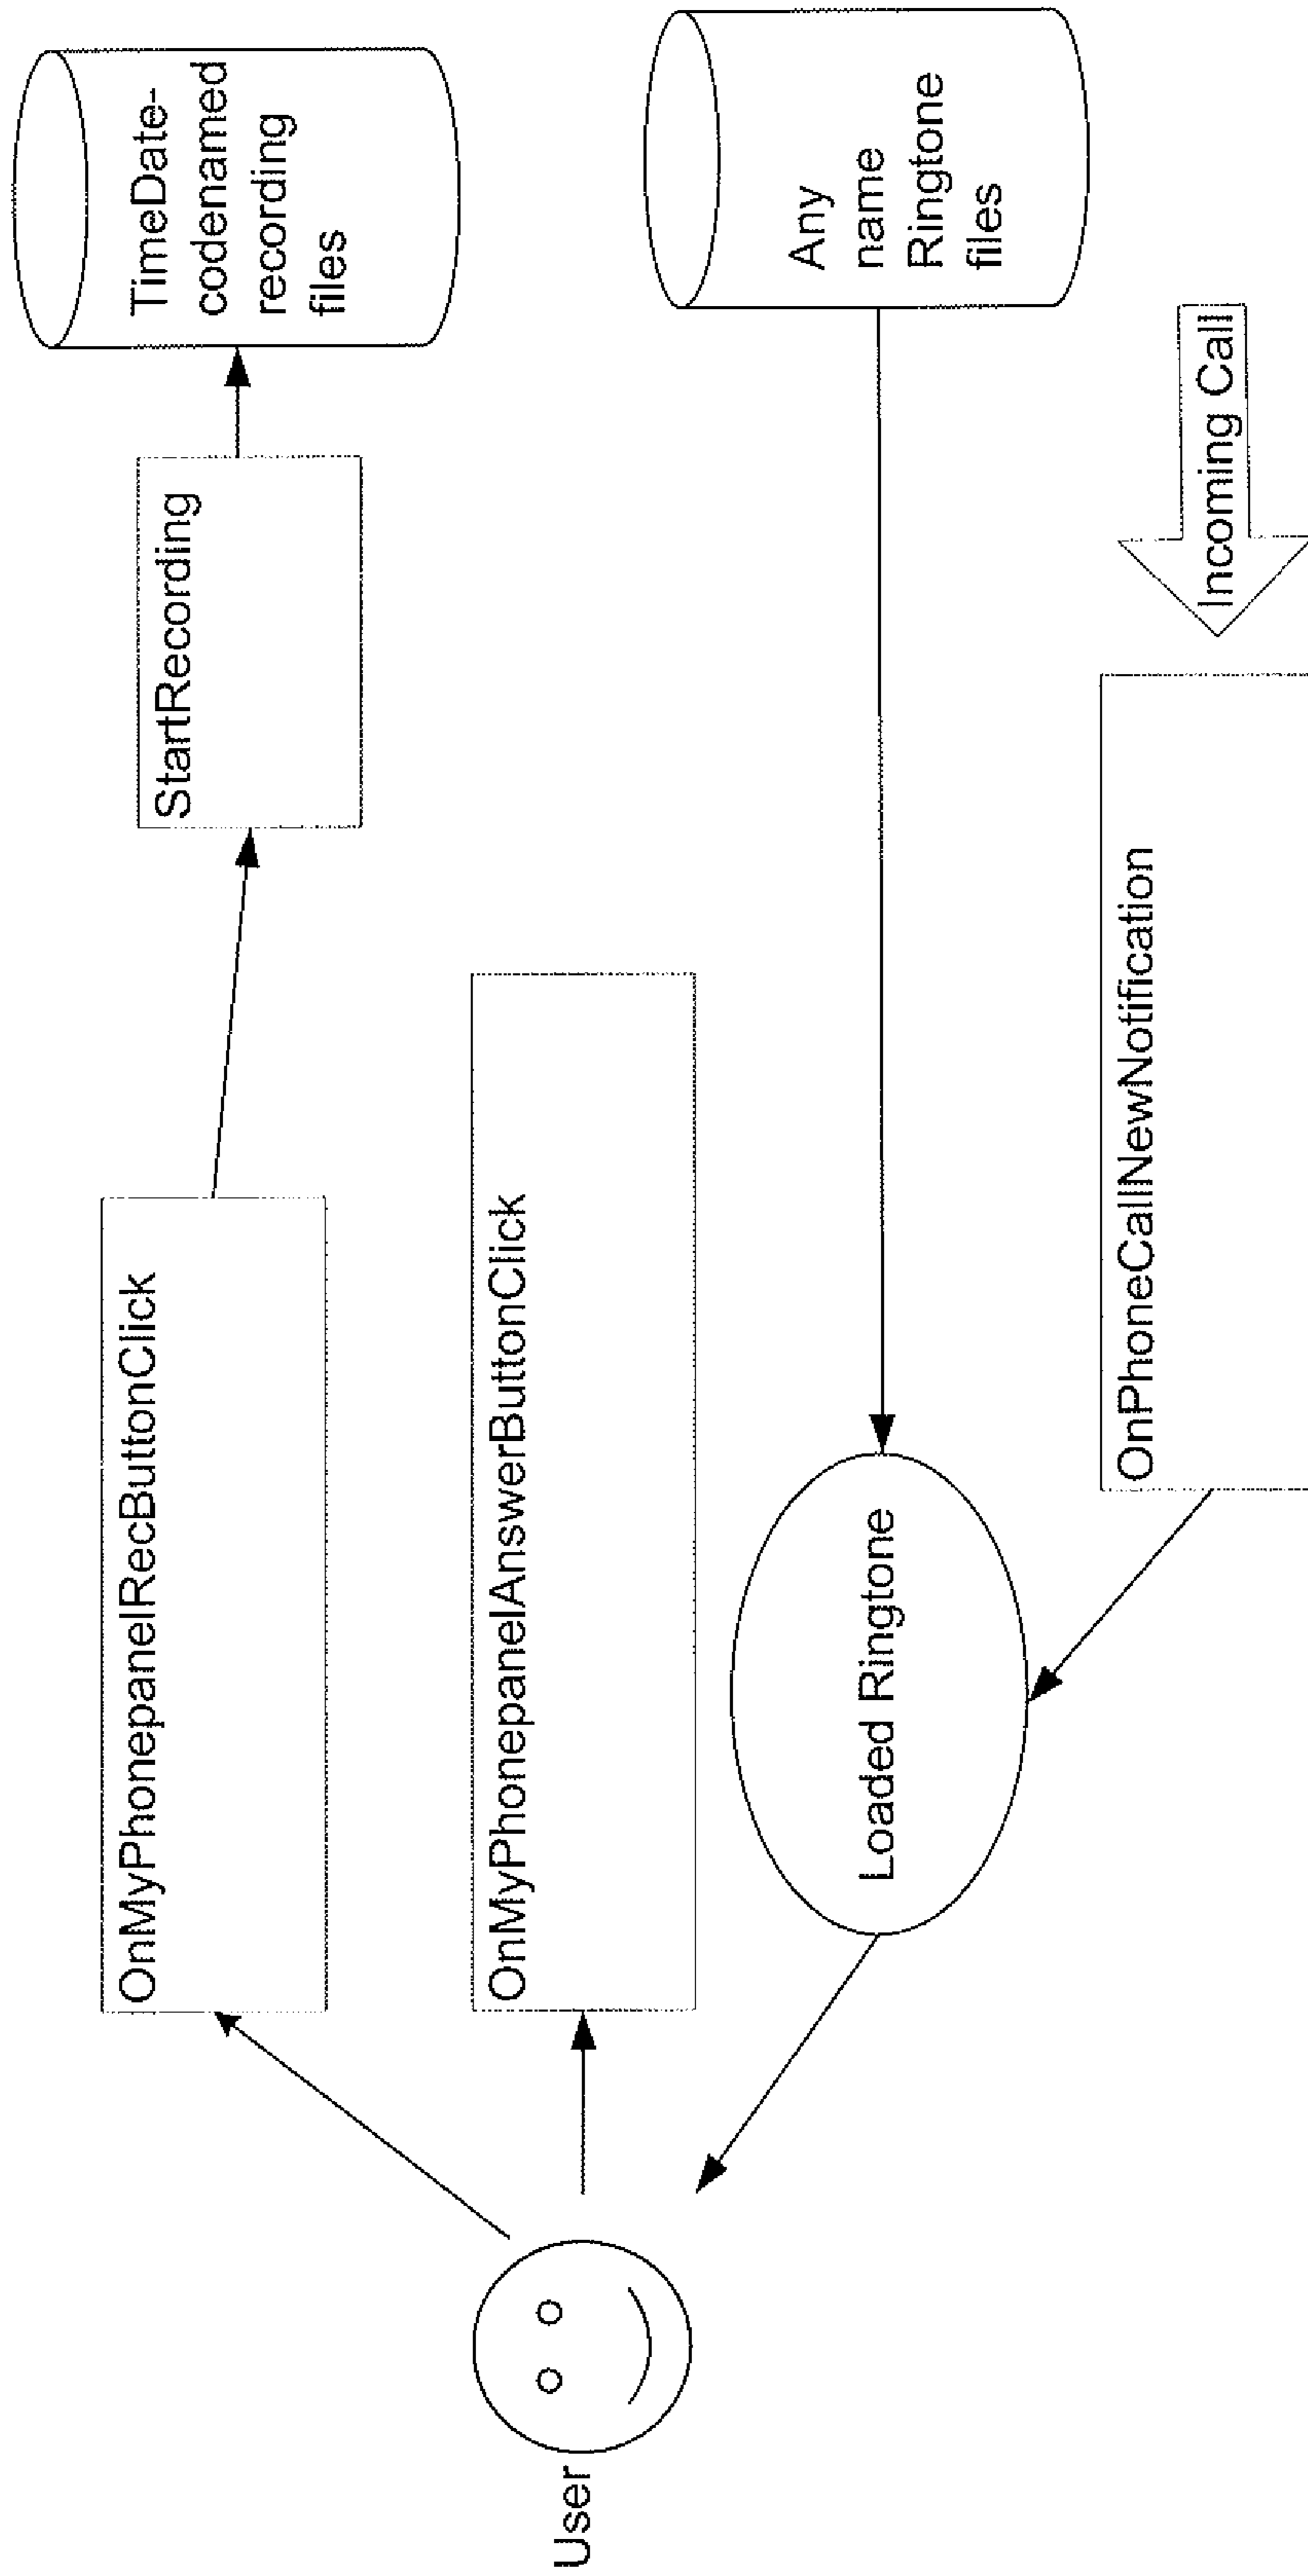 OnMyPhonepanelRecButtonClick
StartRecording
TimeDate-
codenamed
recording
files
User
OnMyPhonepanelAnswerButtonClick
Loaded Ringtone
Any
name
Ringtone
files
OnPhoneCallNewNotification
Incoming Call